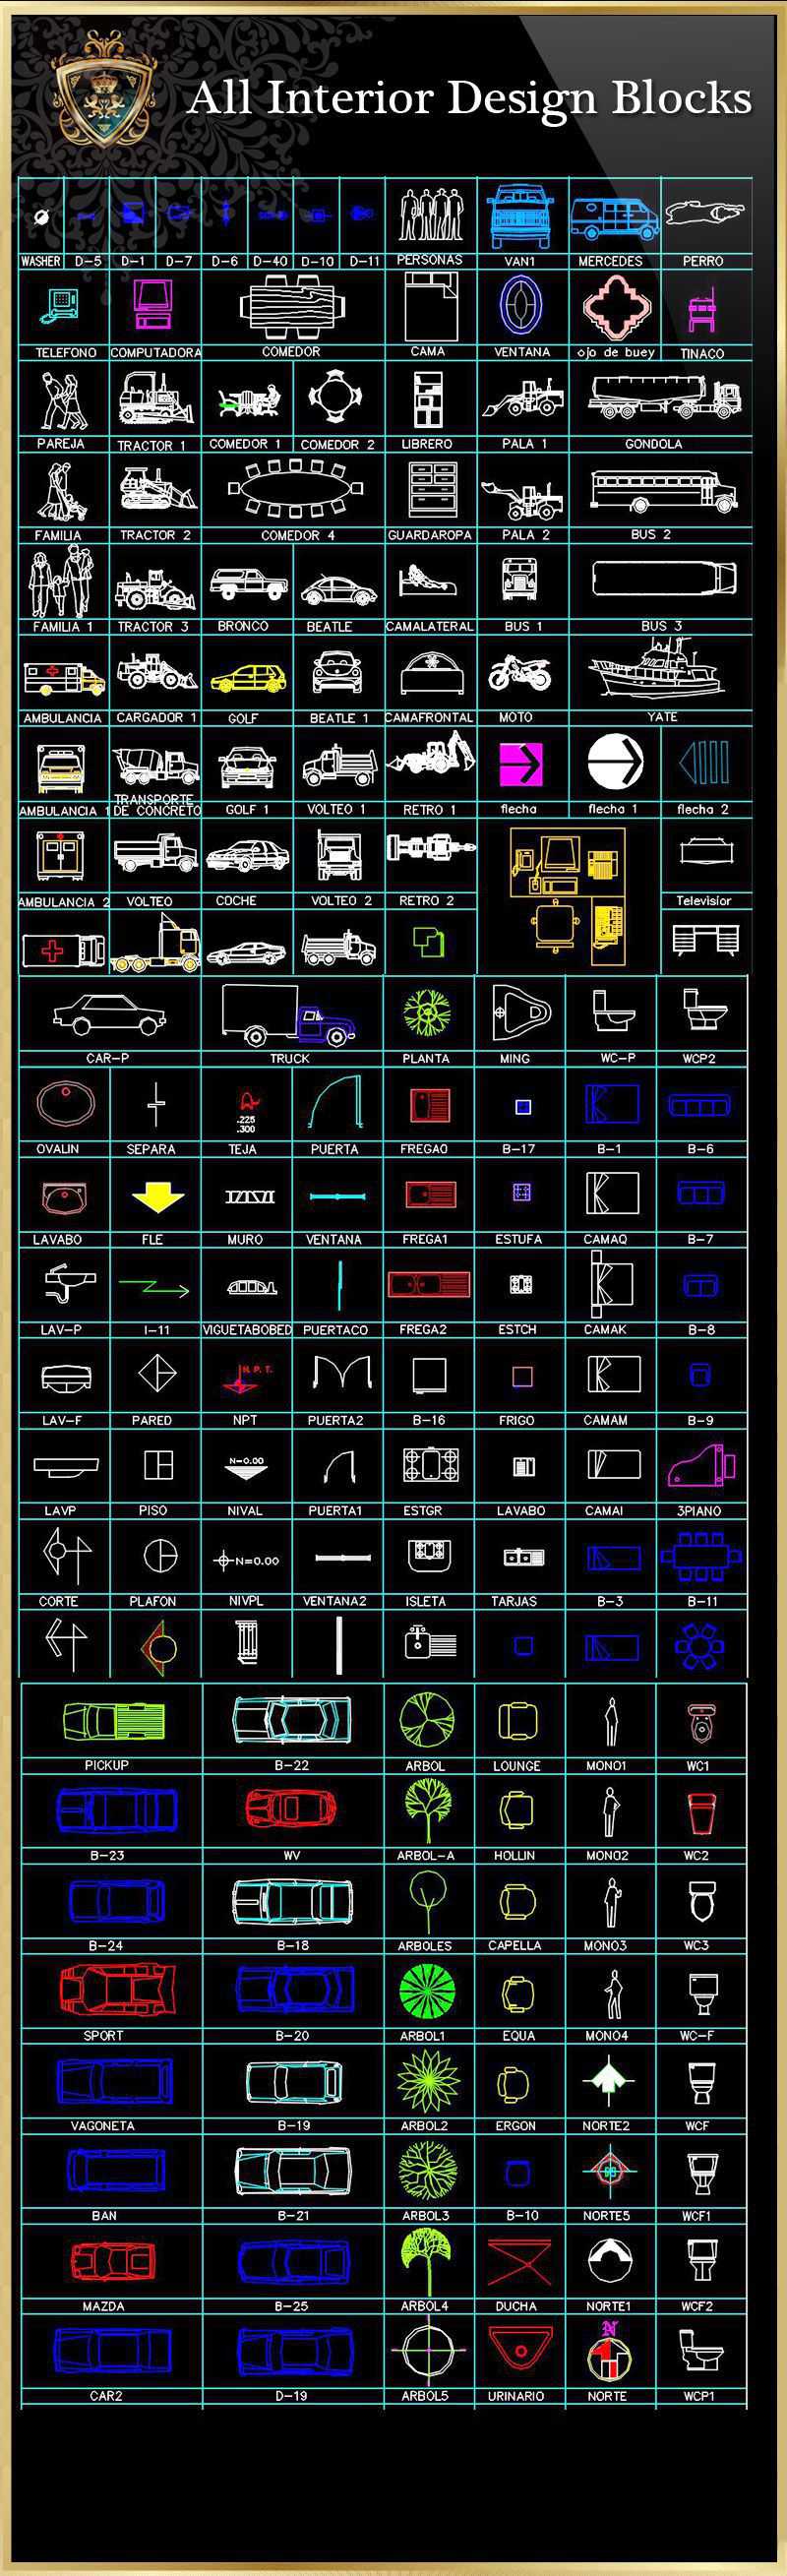 All Interior Design Blocks
WASHER D-5 D-1 D-7 D-6 D-40 D-10 D-11 PERSONAS VAN1 MERCEDES PERRO
TELEFONO COMPUTADORA COMEDOR CAMA VENTANA ojo de buey TINACO
PAREJA TRACTOR 1 COMEDOR 1 COMEDOR 2 LIBRERO PALA 1 GONDOLA
FAMILIA TRACTOR 2 COMEDOR 4 GUARDAROPA PALA 2 BUS 2
FAMILIA 1 TRACTOR 3 BRONCO BEATLE CAMALATERAL BUS 1 BUS 3
AMBULANCIA CARGADOR 1 GOLF BEATLE 1 CAMAFRONTAL MOTO YATE
AMBULANCIA 1 TRANSPORTE DE CONCRETO GOLF 1 VOLTEO 1 RETRO 1 flecha flecha 1 flecha 2
AMBULANCIA 2 VOLTEO COCHE VOLTEO 2 RETRO 2 Televisior
CAR-P TRUCK PLANTA MING WC-P WCP2
.225
.300
OVALIN SEPARA TEJA PUERTA FREGAO B-17 B-1 B-6
LAVABO FLE MURO VENTANA FREGA1 ESTUFA CAMAQ B-7
LAV-P I-11 VIGUETABOBED PUERTACO FREGA2 ESTCH CAMAK B-8
N. P. T.
LAV-F PARED NPT PUERTA2 B-16 FRIGO CAMAM B-9
N=0.00
LAVP PISO NIVAL PUERTA1 ESTGR LAVABO CAMAI 3PIANO
N=0.00
CORTE PLAFON NIVPL VENTANA2 ISLETA TARJAS B-3 B-11
PICKUP B-22 ARBOL LOUNGE MONO1 WC1
B-23 WV ARBOL-A HOLLIN MONO2 WC2
B-24 B-18 ARBOLES CAPELLA MONO3 WC3
SPORT B-20 ARBOL1 EQUA MONO4 WC-F
VAGONETA B-19 ARBOL2 ERGON NORTE2 WCF
BAN B-21 ARBOL3 B-10 NORTE5 WCF1
MAZDA B-25 ARBOL4 DUCHA NORTE1 WCF2
N
CAR2 D-19 ARBOL5 URINARIO NORTE WCP1